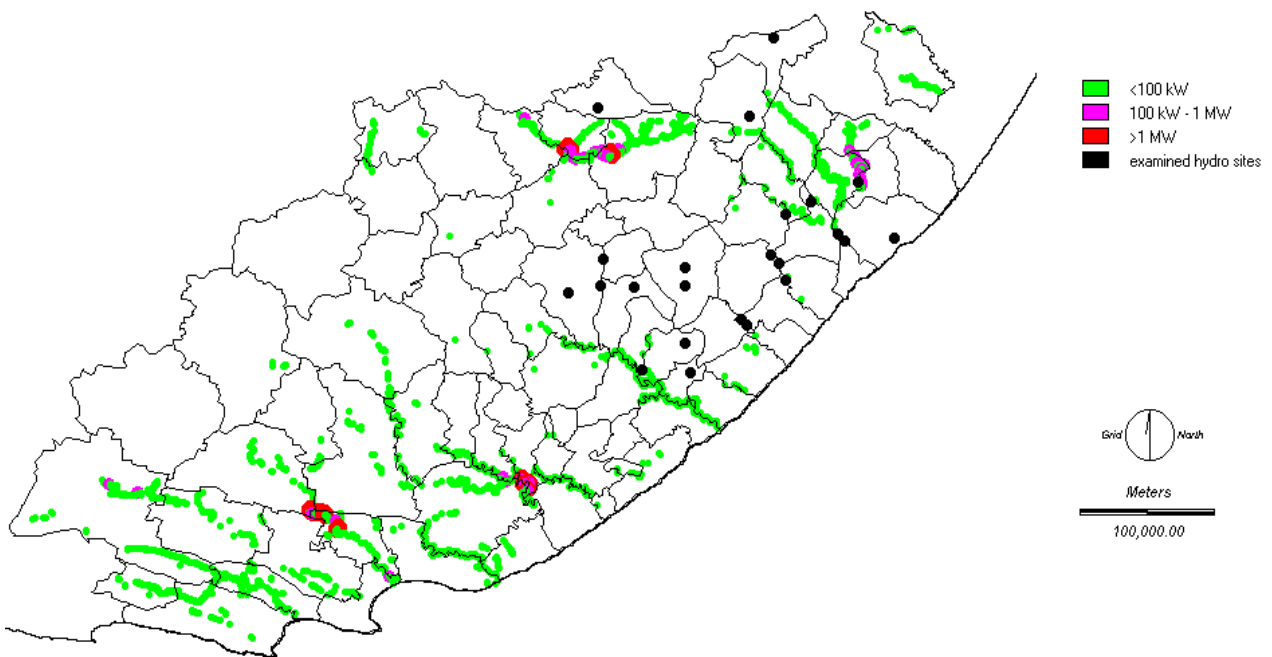 <100 kW
100 kW - 1 MW
>1 MW
examined hydro sites
Grid North
Meters
100,000.00